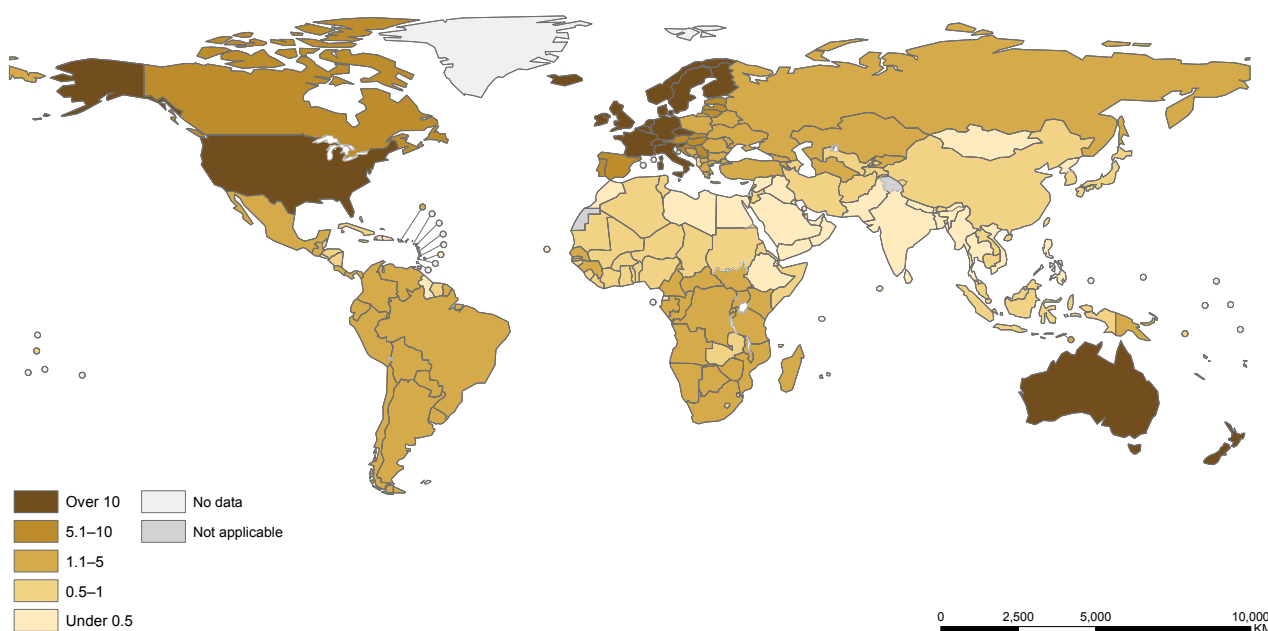 Over 10
5.1–10
1.1–5
0.5–1
Under 0.5
No data
Not applicable
0 2,500 5,000 10,000
KM